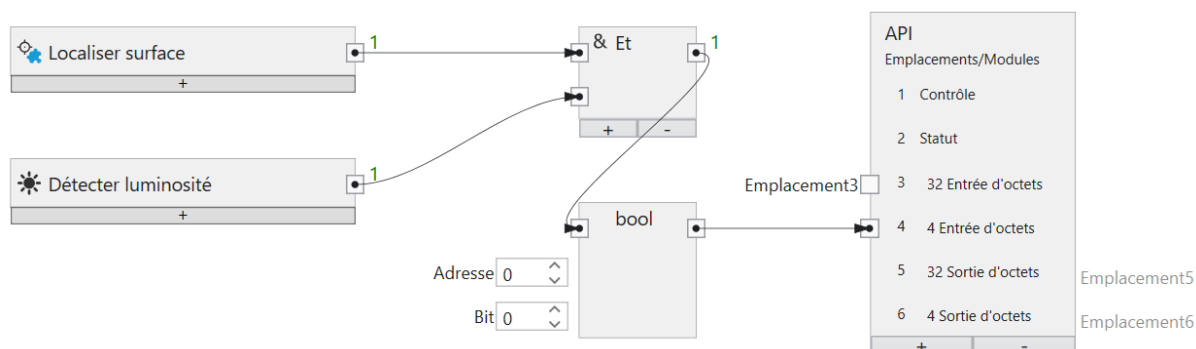 Localiser surface
1
+
Détecter luminosité
1
+
& Et
1
+ -
bool
Adresse 0
Bit 0
API
Emplacements/Modules
1 Contrôle
2 Statut
Emplacement3 3 32 Entrée d'octets
4 4 Entrée d'octets
5 32 Sortie d'octets Emplacement5
6 4 Sortie d'octets Emplacement6
+ -